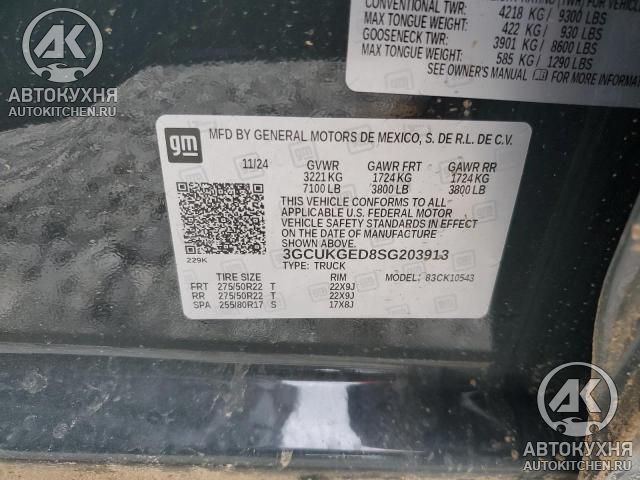 CONVENTIONAL TWR: 4218 KG / 9300 LBS
MAX TONGUE WEIGHT: 422 KG / 930 LBS
GOOSENECK TWR: 3901 KG / 8600 LBS
MAX TONGUE WEIGHT: 585 KG / 1290 LBS
SEE OWNER'S MANUAL
AK
АВТОКУХНЯ
AUTOKITCHEN.RU
gm
MFD BY GENERAL MOTORS DE MEXICO, S. DE R.L. DE C.V.
11/24 GVWR GAWR FRT GAWR RR
3221 KG 1724 KG 1724 KG
7100 LB 3800 LB 3800 LB
THIS VEHICLE CONFORMS TO ALL
APPLICABLE U.S. FEDERAL MOTOR
VEHICLE SAFETY STANDARDS IN EFFECT
ON THE DATE OF MANUFACTURE
SHOWN ABOVE.
229K
3GCUKGED8SG203913
TYPE: TRUCK MODEL: 83CK10543
TIRE SIZE RIM
FRT 275/50R22 T 22X9J
RR 275/50R22 T 22X9J
SPA 255/80R17 S 17X8J
AK
АВТОКУХНЯ
AUTOKITCHEN.RU